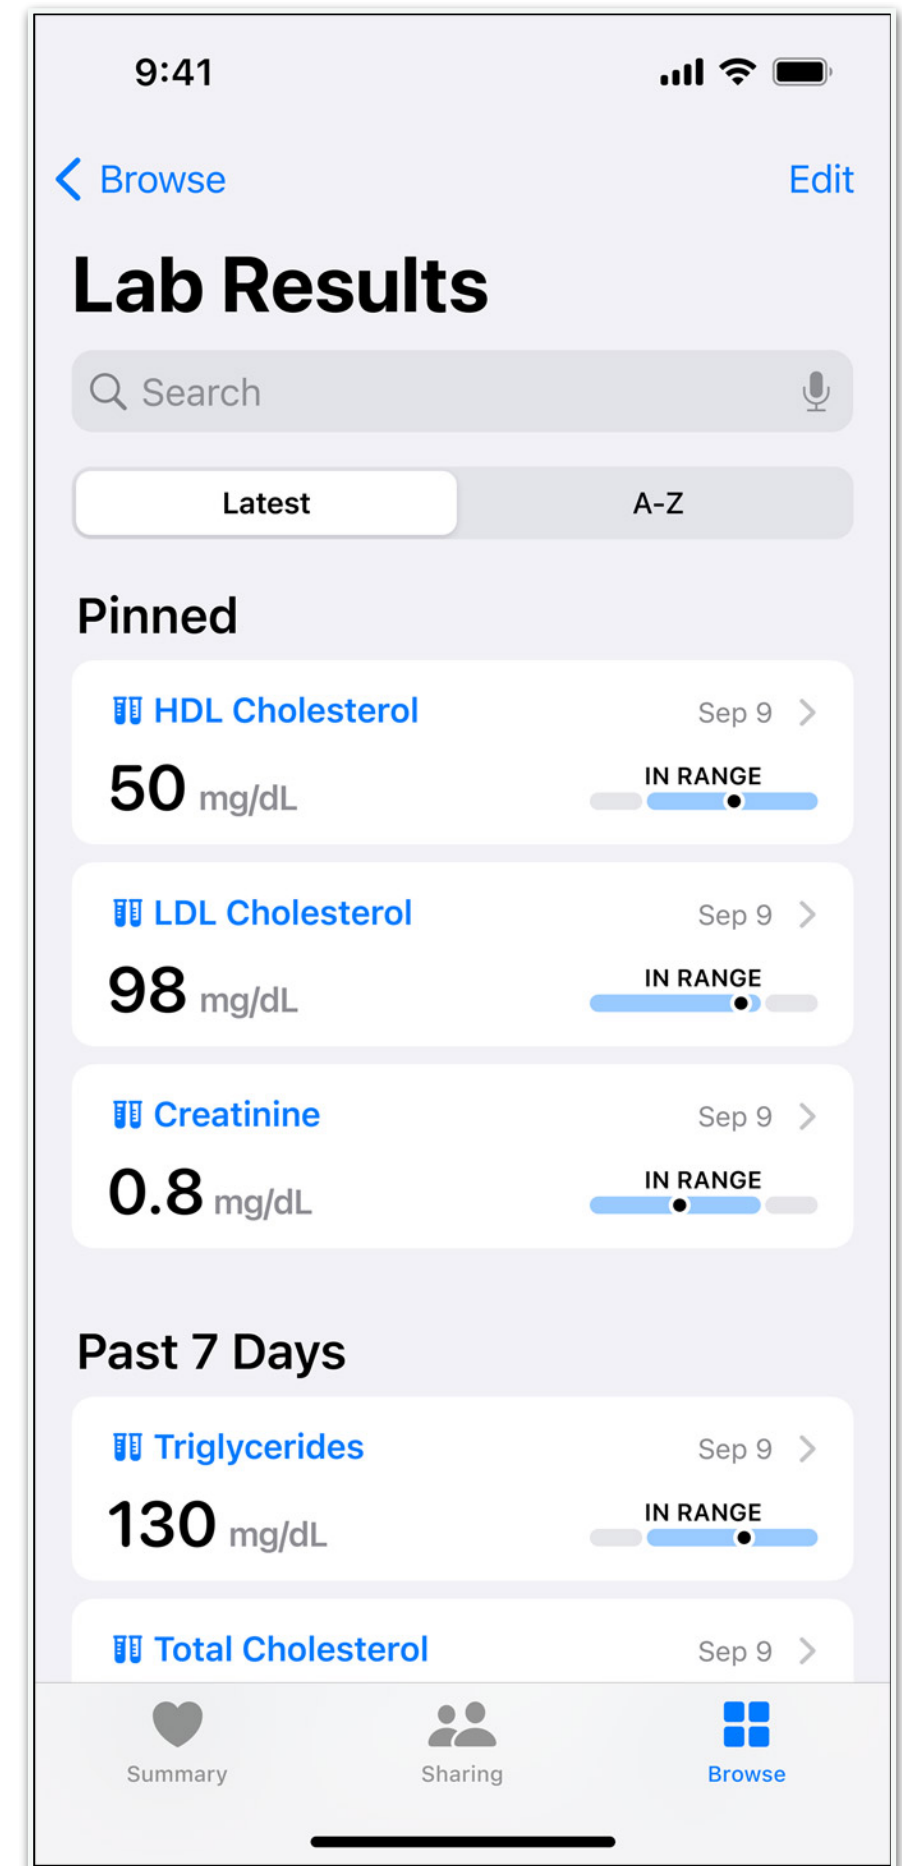 9:41
Browse Edit
Lab Results
Search
Latest A-Z
Pinned
HDL Cholesterol Sep 9
50 mg/dL IN RANGE
LDL Cholesterol Sep 9
98 mg/dL IN RANGE
Creatinine Sep 9
0.8 mg/dL IN RANGE
Past 7 Days
Triglycerides Sep 9
130 mg/dL IN RANGE
Total Cholesterol Sep 9
Summary Sharing Browse